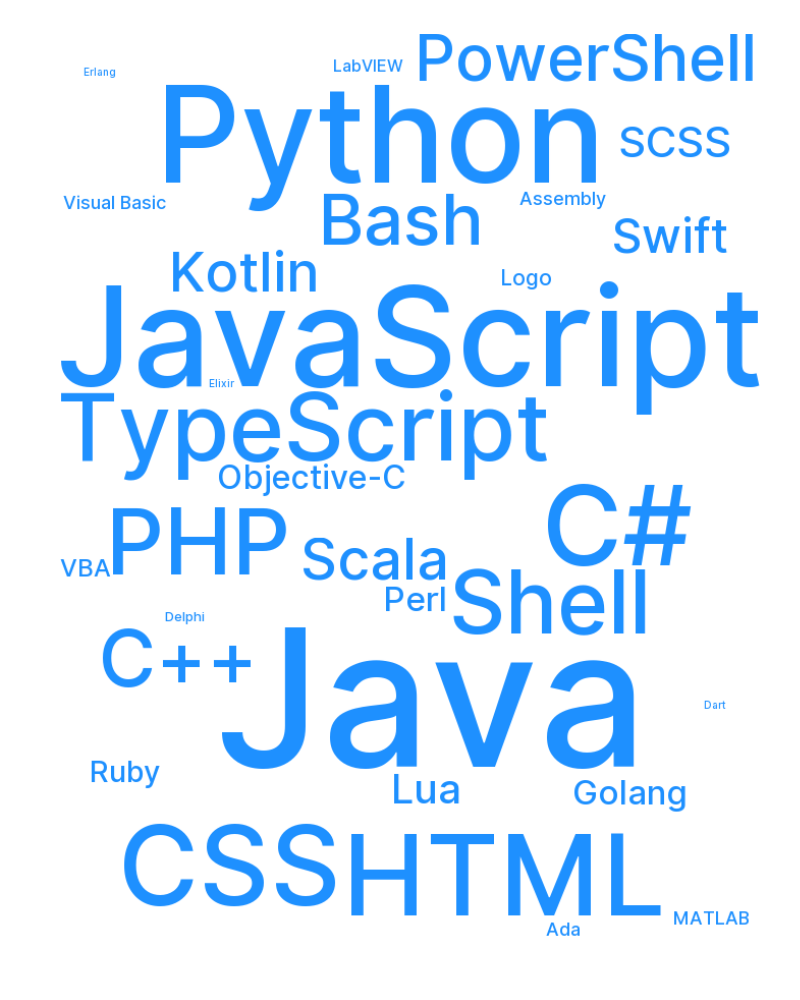 PowerShell
LabVIEW
Erlang
Python
SCSS
Visual Basic
Assembly
Bash
Swift
Kotlin
Logo
JavaScript
Elixir
TypeScript
Objective-C
C#
PHP
Scala
VBA
Perl
Shell
Delphi
C++
Java
Dart
Ruby
Lua
Golang
CSS
HTML
MATLAB
Ada